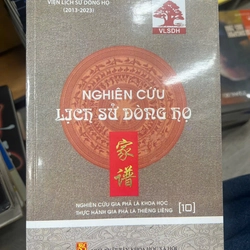 VIỆN LỊCH SỬ DÒNG HỌ
(2013-2023)
VLSDH
NGHIÊN CỨU
LỊCH SỬ DÒNG HỌ
家谱
NGHIÊN CỨU GIA PHẢ LÀ KHOA HỌC
THỰC HÀNH GIA PHẢ LÀ THIÊNG LIÊNG
[10]